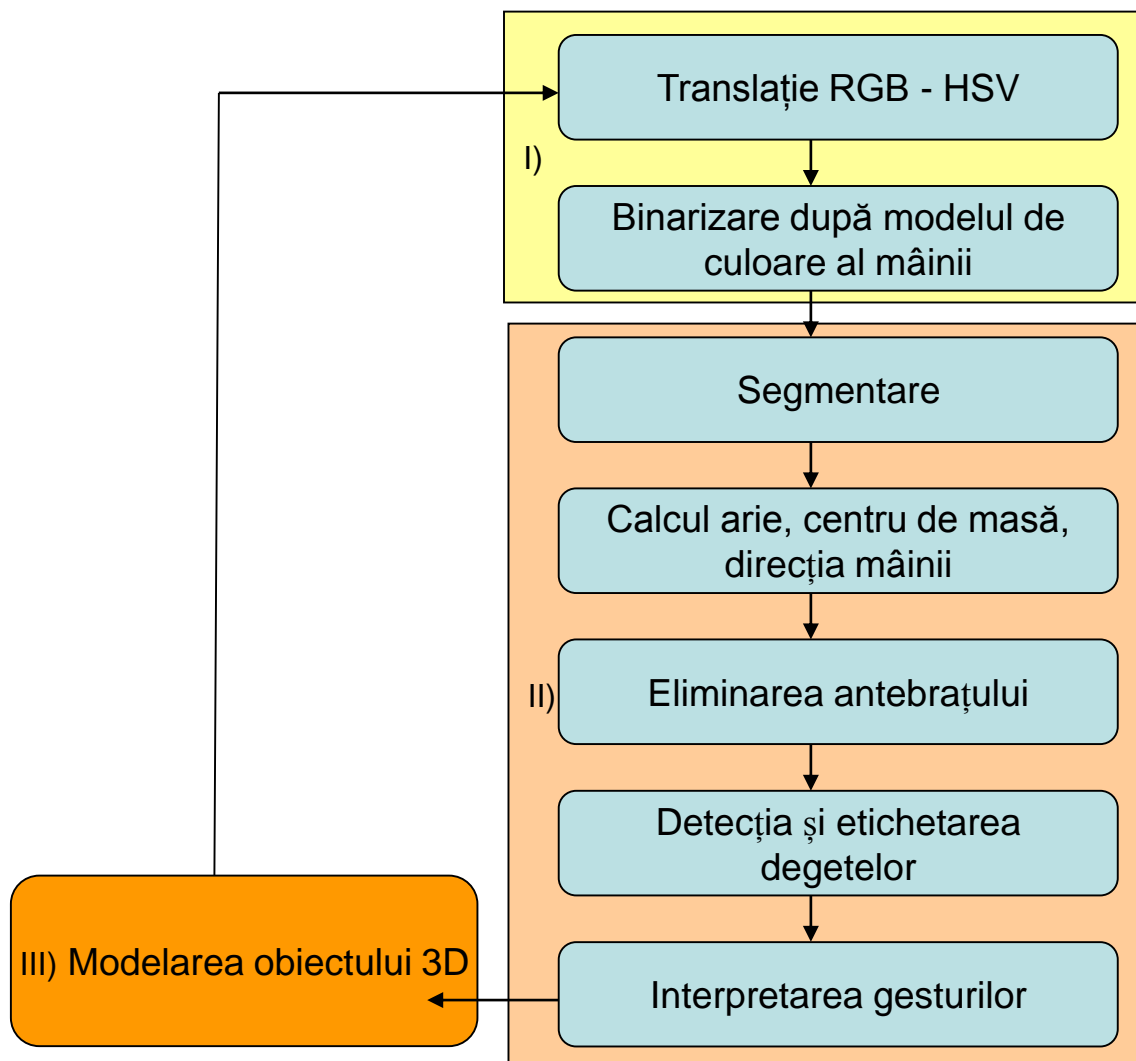 Translație RGB - HSV
I)
Binarizare după modelul de
culoare al mâinii
Segmentare
Calcul arie, centru de masă,
direcția mâinii
II)
Eliminarea antebrațului
Detecția și etichetarea
degetelor
III) Modelarea obiectului 3D
Interpretarea gesturilor